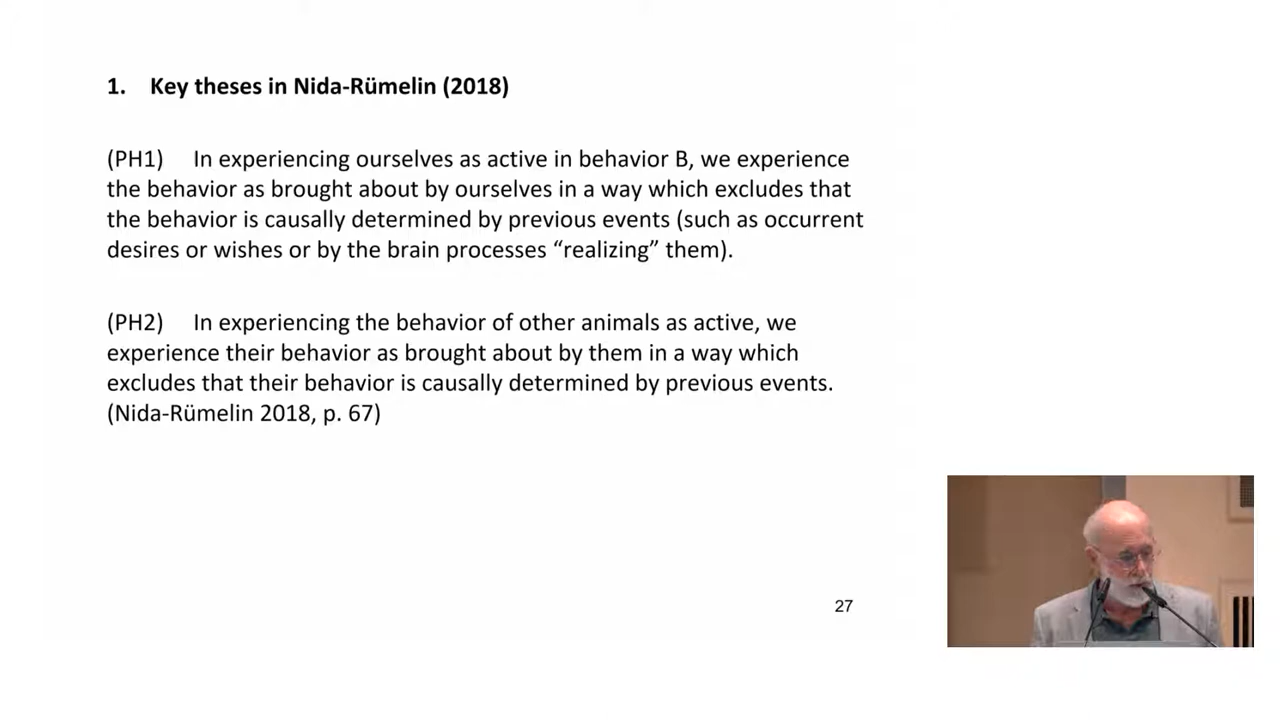 1. Key theses in Nida-Rümelin (2018)
(PH1) In experiencing ourselves as active in behavior B, we experience
the behavior as brought about by ourselves in a way which excludes that
the behavior is causally determined by previous events (such as occurrent
desires or wishes or by the brain processes “realizing” them).
(PH2) In experiencing the behavior of other animals as active, we
experience their behavior as brought about by them in a way which
excludes that their behavior is causally determined by previous events.
(Nida-Rümelin 2018, p. 67)
27